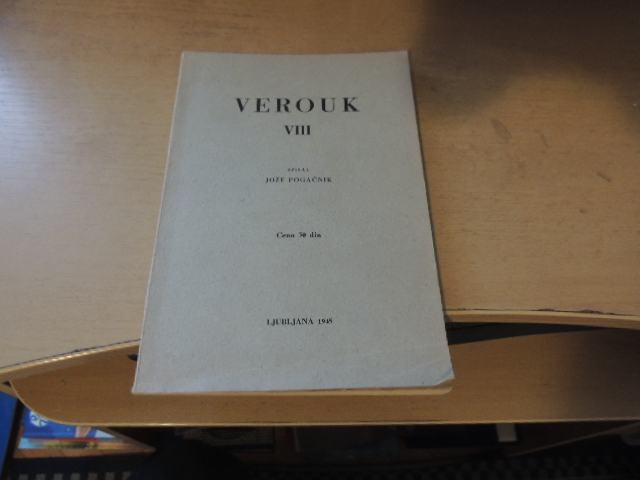 VEROUK
VIII
SPISAL
JOŽE POGAČNIK
Cena 30 din
LJUBLJANA 1945